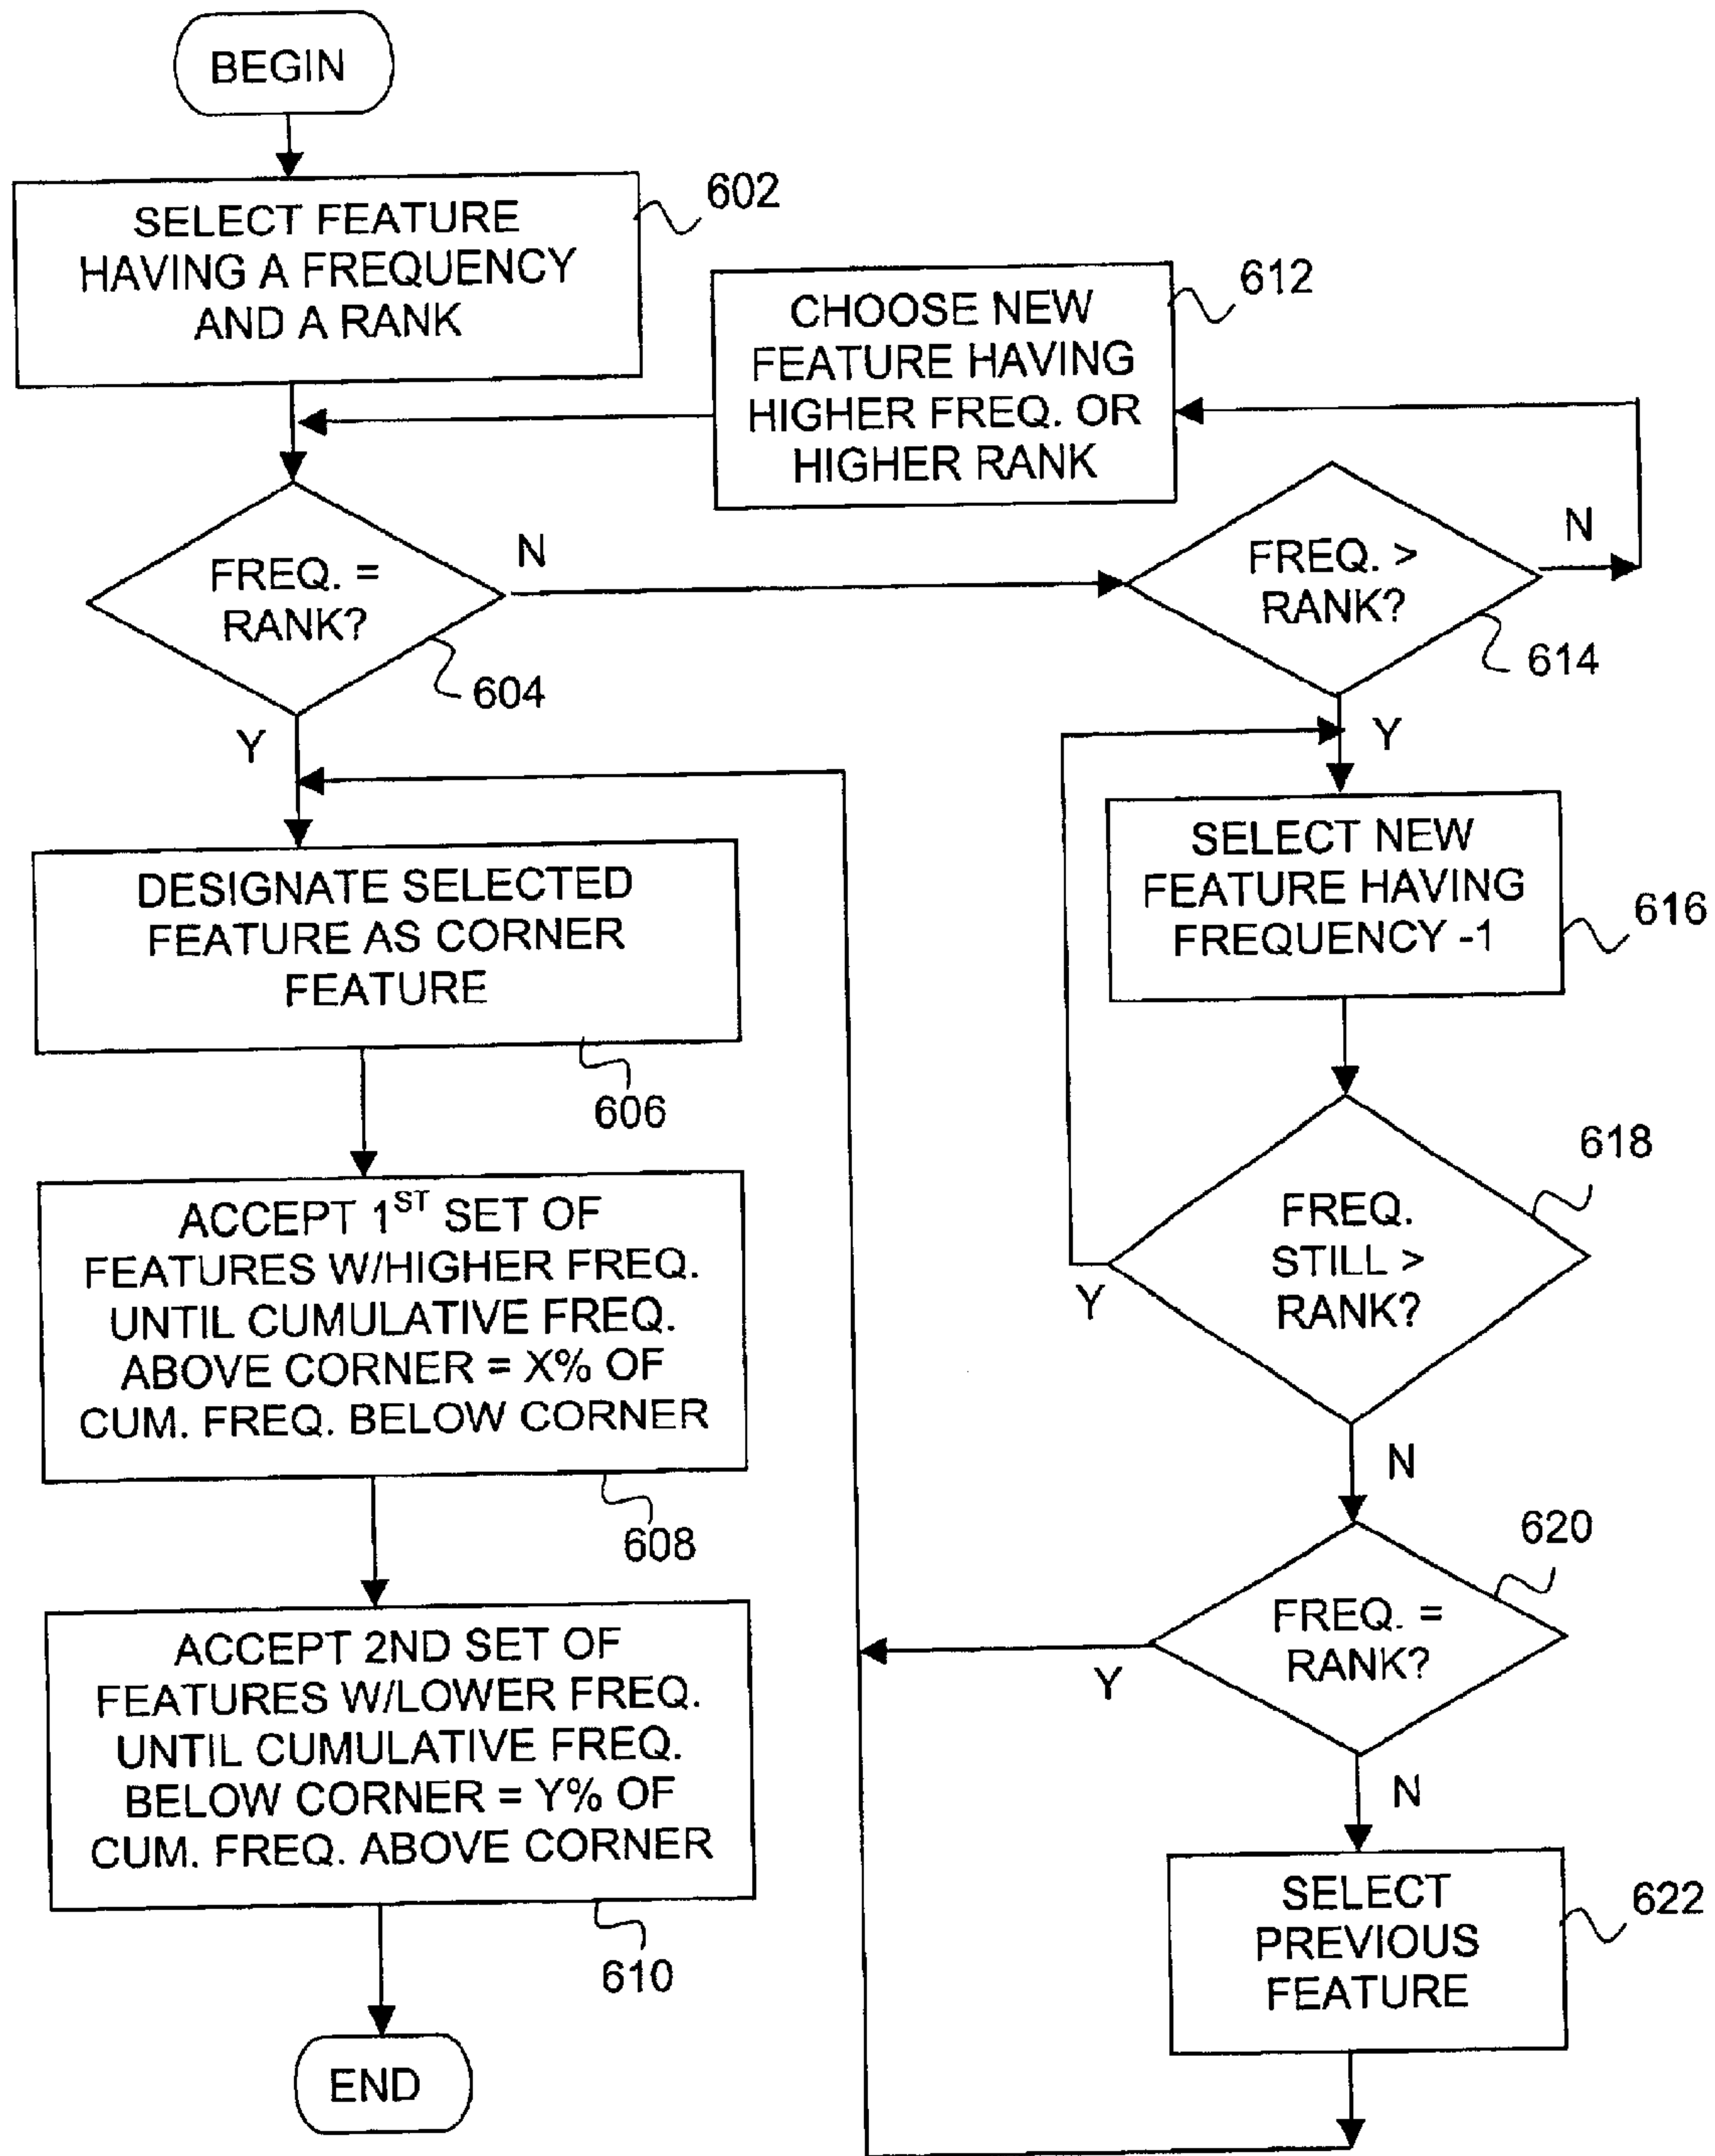 BEGIN
SELECT FEATURE
HAVING A FREQUENCY
AND A RANK
602
CHOOSE NEW
FEATURE HAVING
HIGHER FREQ. OR
HIGHER RANK
612
FREQ. =
RANK?
604
N
Y
FREQ. >
RANK?
614
N
Y
DESIGNATE SELECTED
FEATURE AS CORNER
FEATURE
606
SELECT NEW
FEATURE HAVING
FREQUENCY -1
616
ACCEPT 1ST SET OF
FEATURES W/HIGHER FREQ.
UNTIL CUMULATIVE FREQ.
ABOVE CORNER = X% OF
CUM. FREQ. BELOW CORNER
608
FREQ.
STILL >
RANK?
618
Y
N
ACCEPT 2ND SET OF
FEATURES W/LOWER FREQ.
UNTIL CUMULATIVE FREQ.
BELOW CORNER = Y% OF
CUM. FREQ. ABOVE CORNER
610
FREQ. =
RANK?
620
Y
N
SELECT
PREVIOUS
FEATURE
622
END